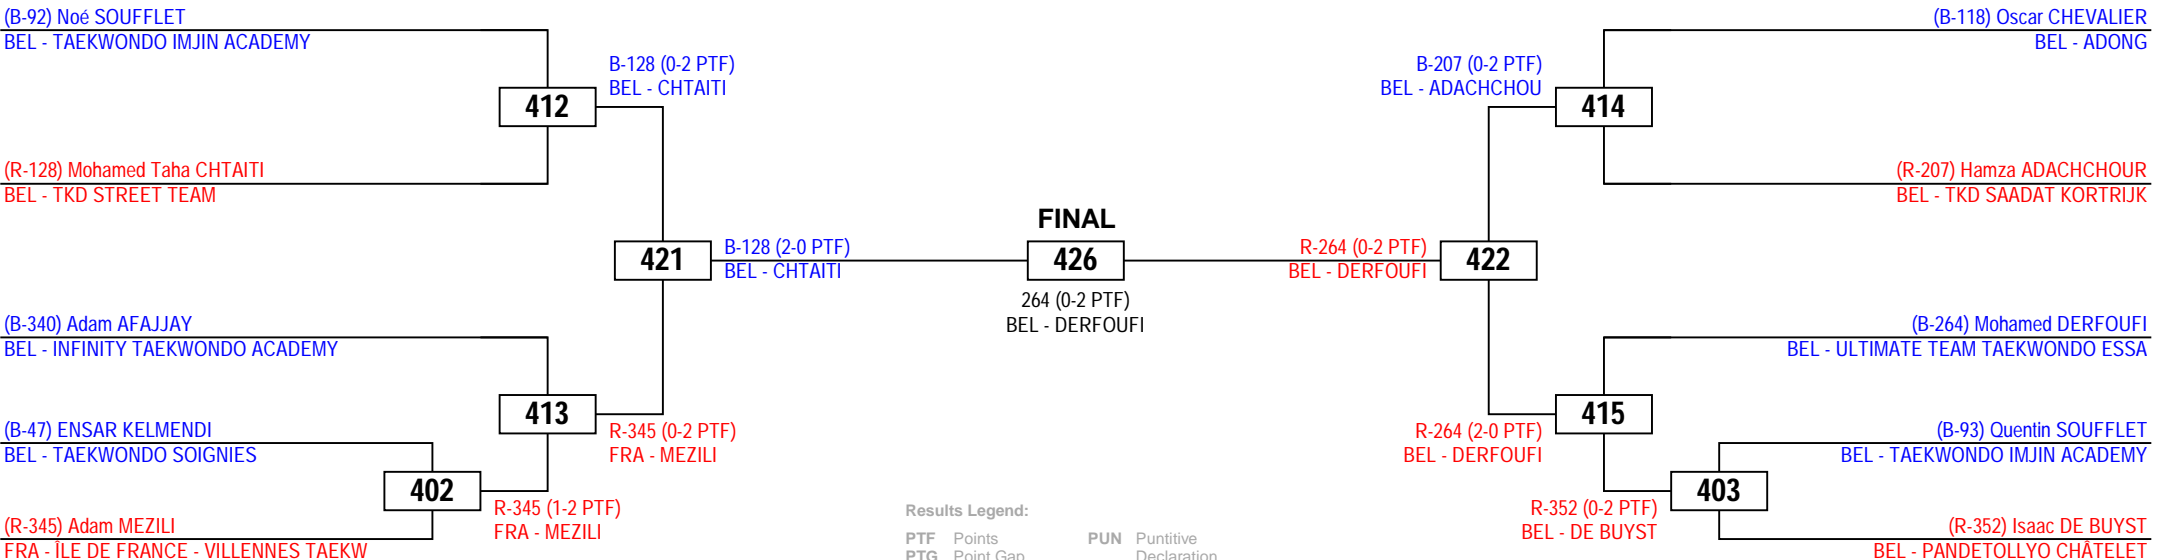 (B-92) Noé SOUFFLET
BEL - TAEKWONDO IMJIN ACADEMY
B-128 (0-2 PTF)
BEL - CHTAITI
412
(R-128) Mohamed Taha CHTAITI
BEL - TKD STREET TEAM
421
B-128 (2-0 PTF)
BEL - CHTAITI
(B-340) Adam AFAJJAY
BEL - INFINITY TAEKWONDO ACADEMY
413
R-345 (0-2 PTF)
FRA - MEZILI
(B-47) ENSAR KELMENDI
BEL - TAEKWONDO SOIGNIES
402
R-345 (1-2 PTF)
FRA - MEZILI
(R-345) Adam MEZILI
FRA - ÎLE DE FRANCE - VILLENNES TAEKW
FINAL
426
264 (0-2 PTF)
BEL - DERFOUFI
(B-118) Oscar CHEVALIER
BEL - ADONG
B-207 (0-2 PTF)
BEL - ADACHCHOU
414
(R-207) Hamza ADACHCHOUR
BEL - TKD SAADAT KORTRIJK
R-264 (0-2 PTF)
BEL - DERFOUFI
422
(B-264) Mohamed DERFOUFI
BEL - ULTIMATE TEAM TAEKWONDO ESSA
415
R-264 (2-0 PTF)
BEL - DERFOUFI
(B-93) Quentin SOUFFLET
BEL - TAEKWONDO IMJIN ACADEMY
403
R-352 (0-2 PTF)
BEL - DE BUYST
(R-352) Isaac DE BUYST
BEL - PANDETOLLYO CHÂTELET
Results Legend:
PTF Points PUN Puntitive
PTG Point Gap Declaration